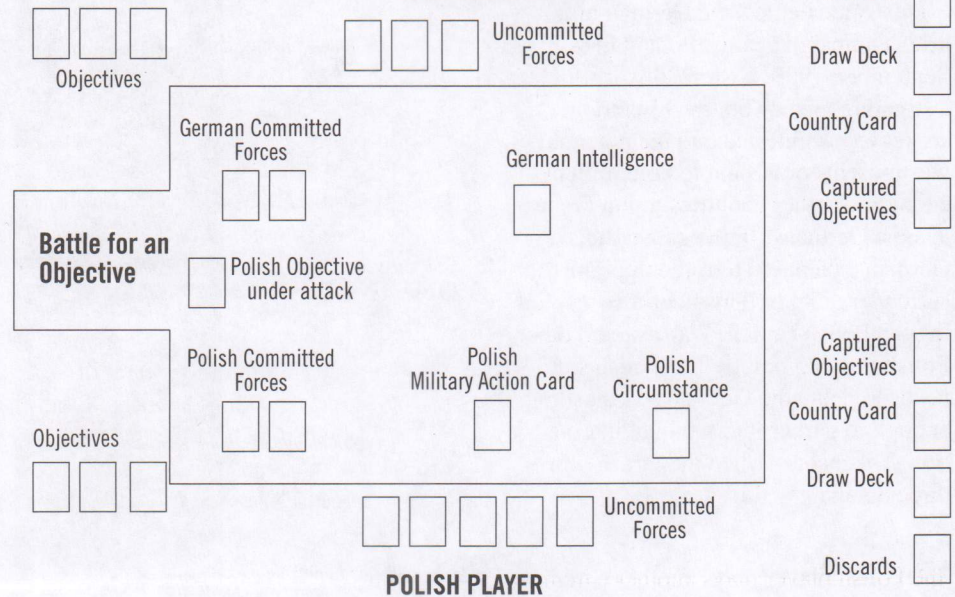 Objectives
Uncommitted
Forces
Draw Deck
Country Card
Captured
Objectives
German Committed
Forces
German Intelligence
Battle for an
Objective
Polish Objective
under attack
Polish Committed
Forces
Polish
Military Action Card
Polish
Circumstance
Objectives
Uncommitted
Forces
Captured
Objectives
Country Card
Draw Deck
Discards
POLISH PLAYER